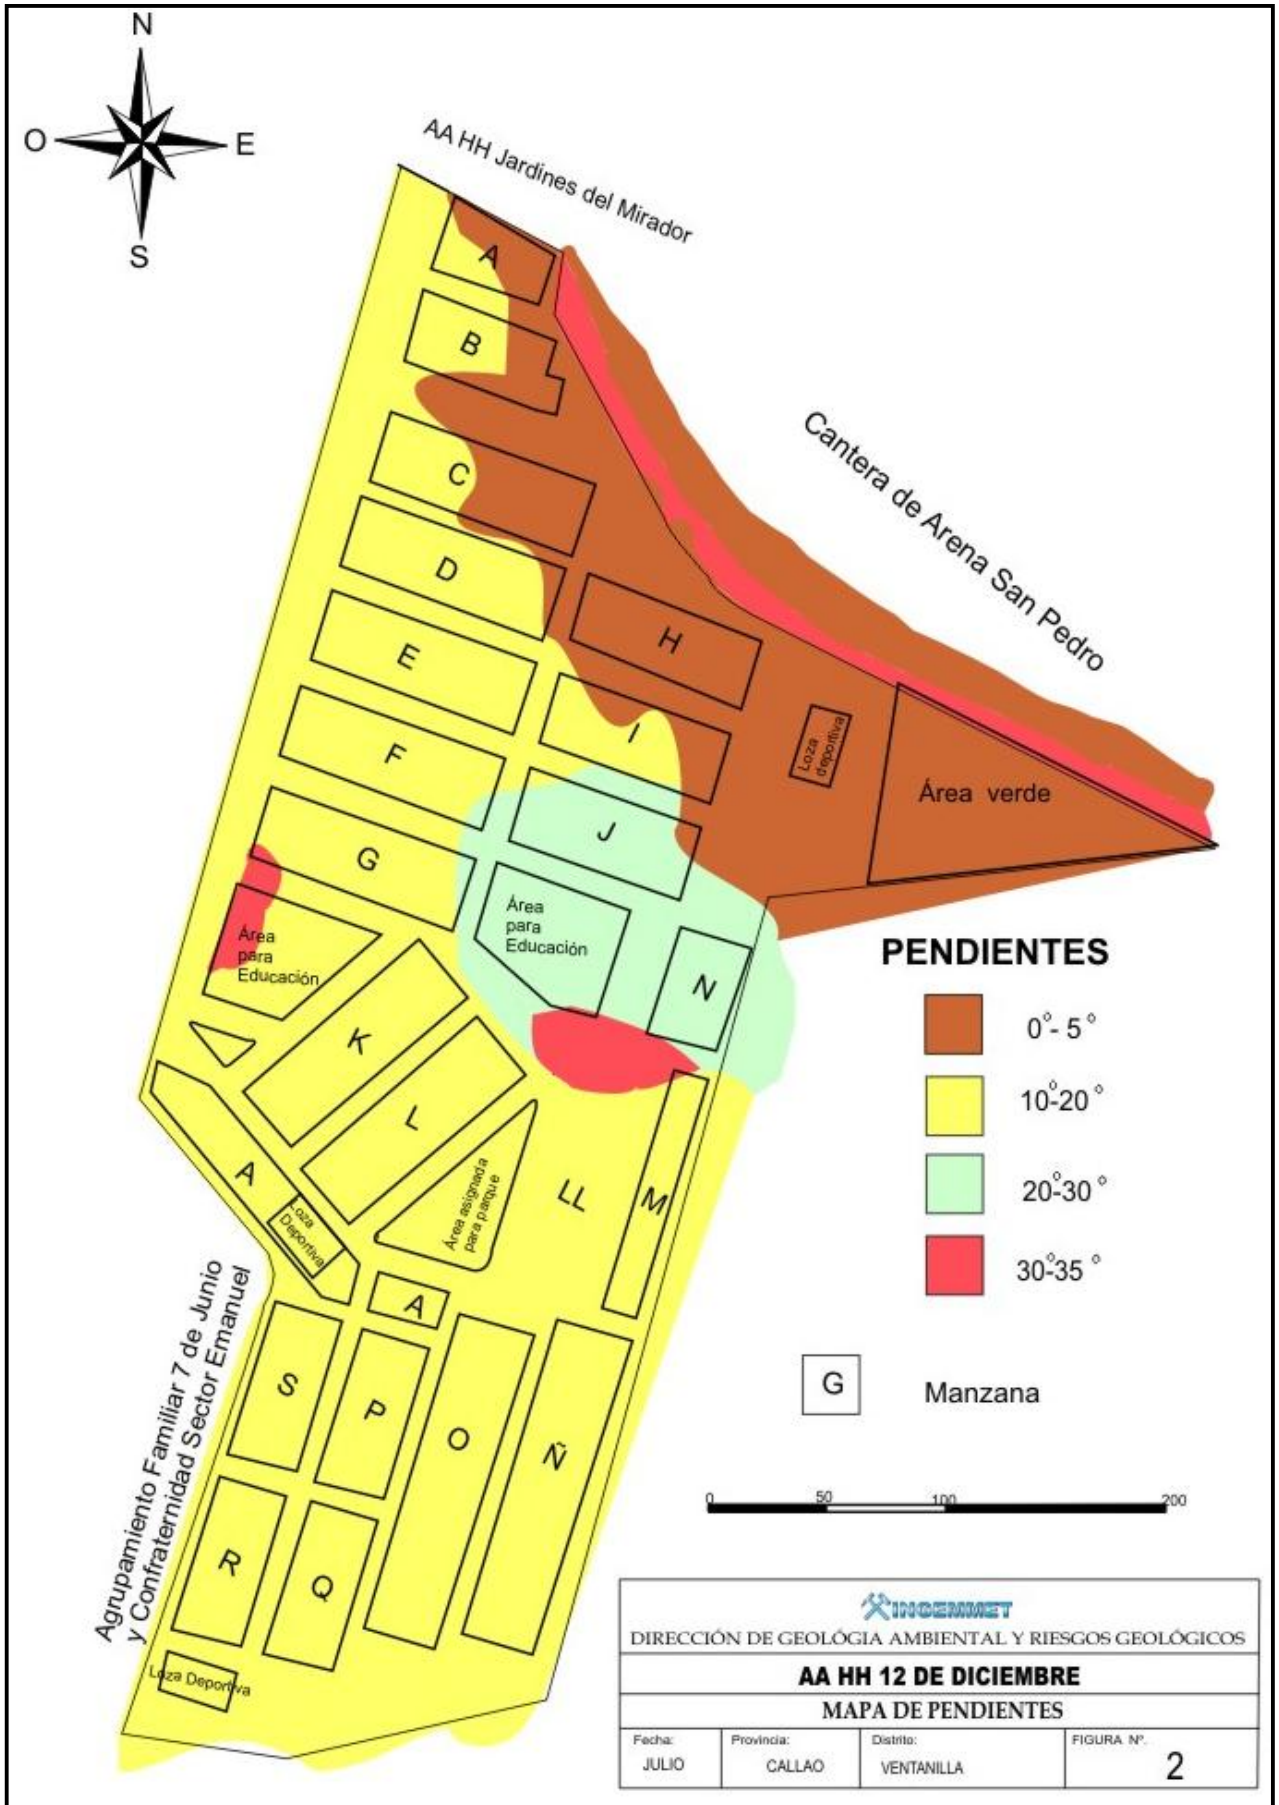 N
O
E
S
AA HH Jardines del Mirador
Cantera de Arena San Pedro
A
B
C
D
E
F
G
H
I
J
Loza
deportiva
Área verde
Área
para
Educación
Área
para
Educación
N
K
L
A
Loza
Deportiva
Área asignada
para parque
LL
M
A
S
P
O
Ñ
R
Q
Loza Deportiva
Agrupamiento Familiar 7 de Junio
y Confraternidad Sector Emanuel
PENDIENTES
0°- 5 °
10°-20 °
20°-30 °
30°-35 °
G
Manzana
0 50 100 200
INGEMMET
DIRECCIÓN DE GEOLÓGIA AMBIENTAL Y RIESGOS GEOLÓGICOS
AA HH 12 DE DICIEMBRE
MAPA DE PENDIENTES
Fecha:
JULIO
Provincia:
CALLAO
Distrito:
VENTANILLA
FIGURA Nº.
2